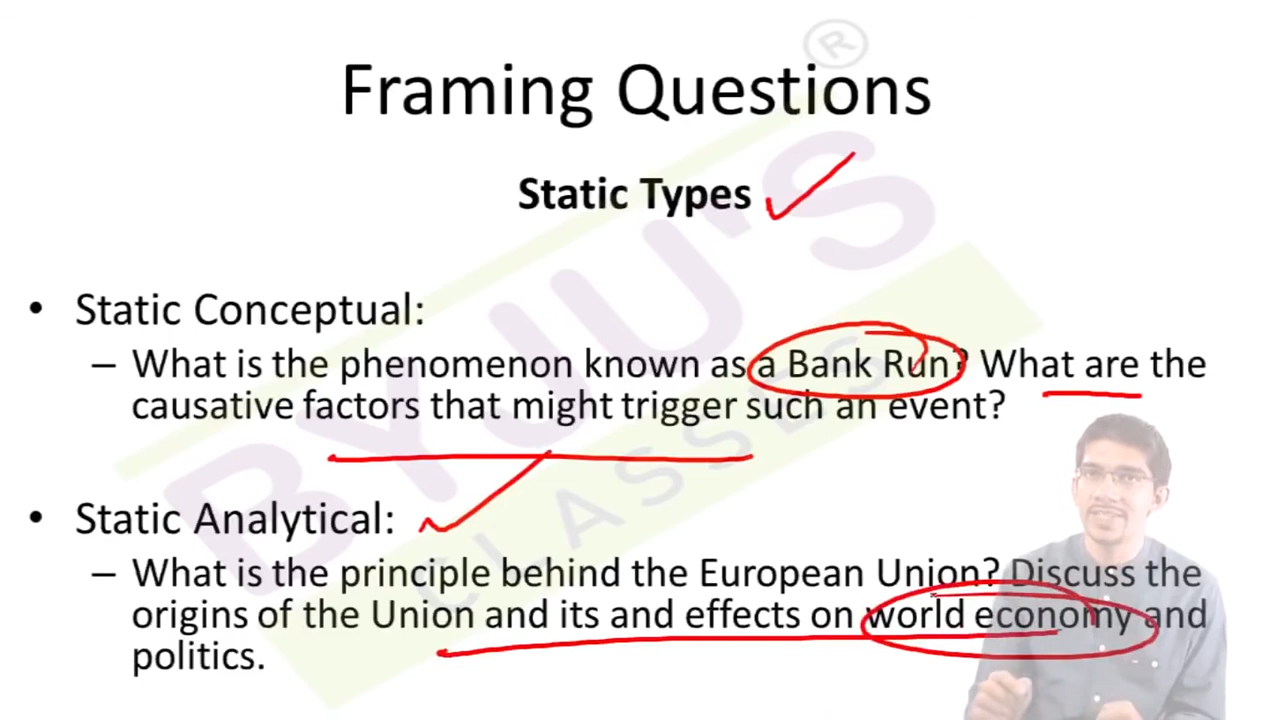 Framing Questions
Static Types
• Static Conceptual:
– What is the phenomenon known as a Bank Run? What are the
causative factors that might trigger such an event?
• Static Analytical:
– What is the principle behind the European Union? Discuss the
origins of the Union and its and effects on world economy and
politics.
BYJU'S
CLASSES
®